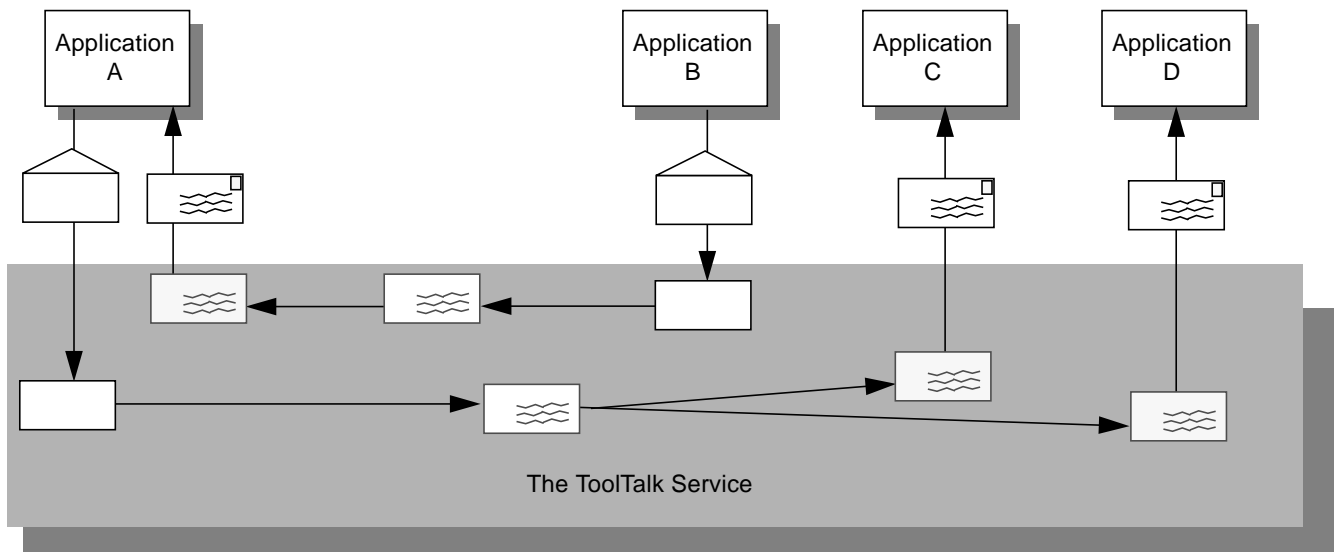 Application
A
Application
B
Application
C
Application
D
The ToolTalk Service